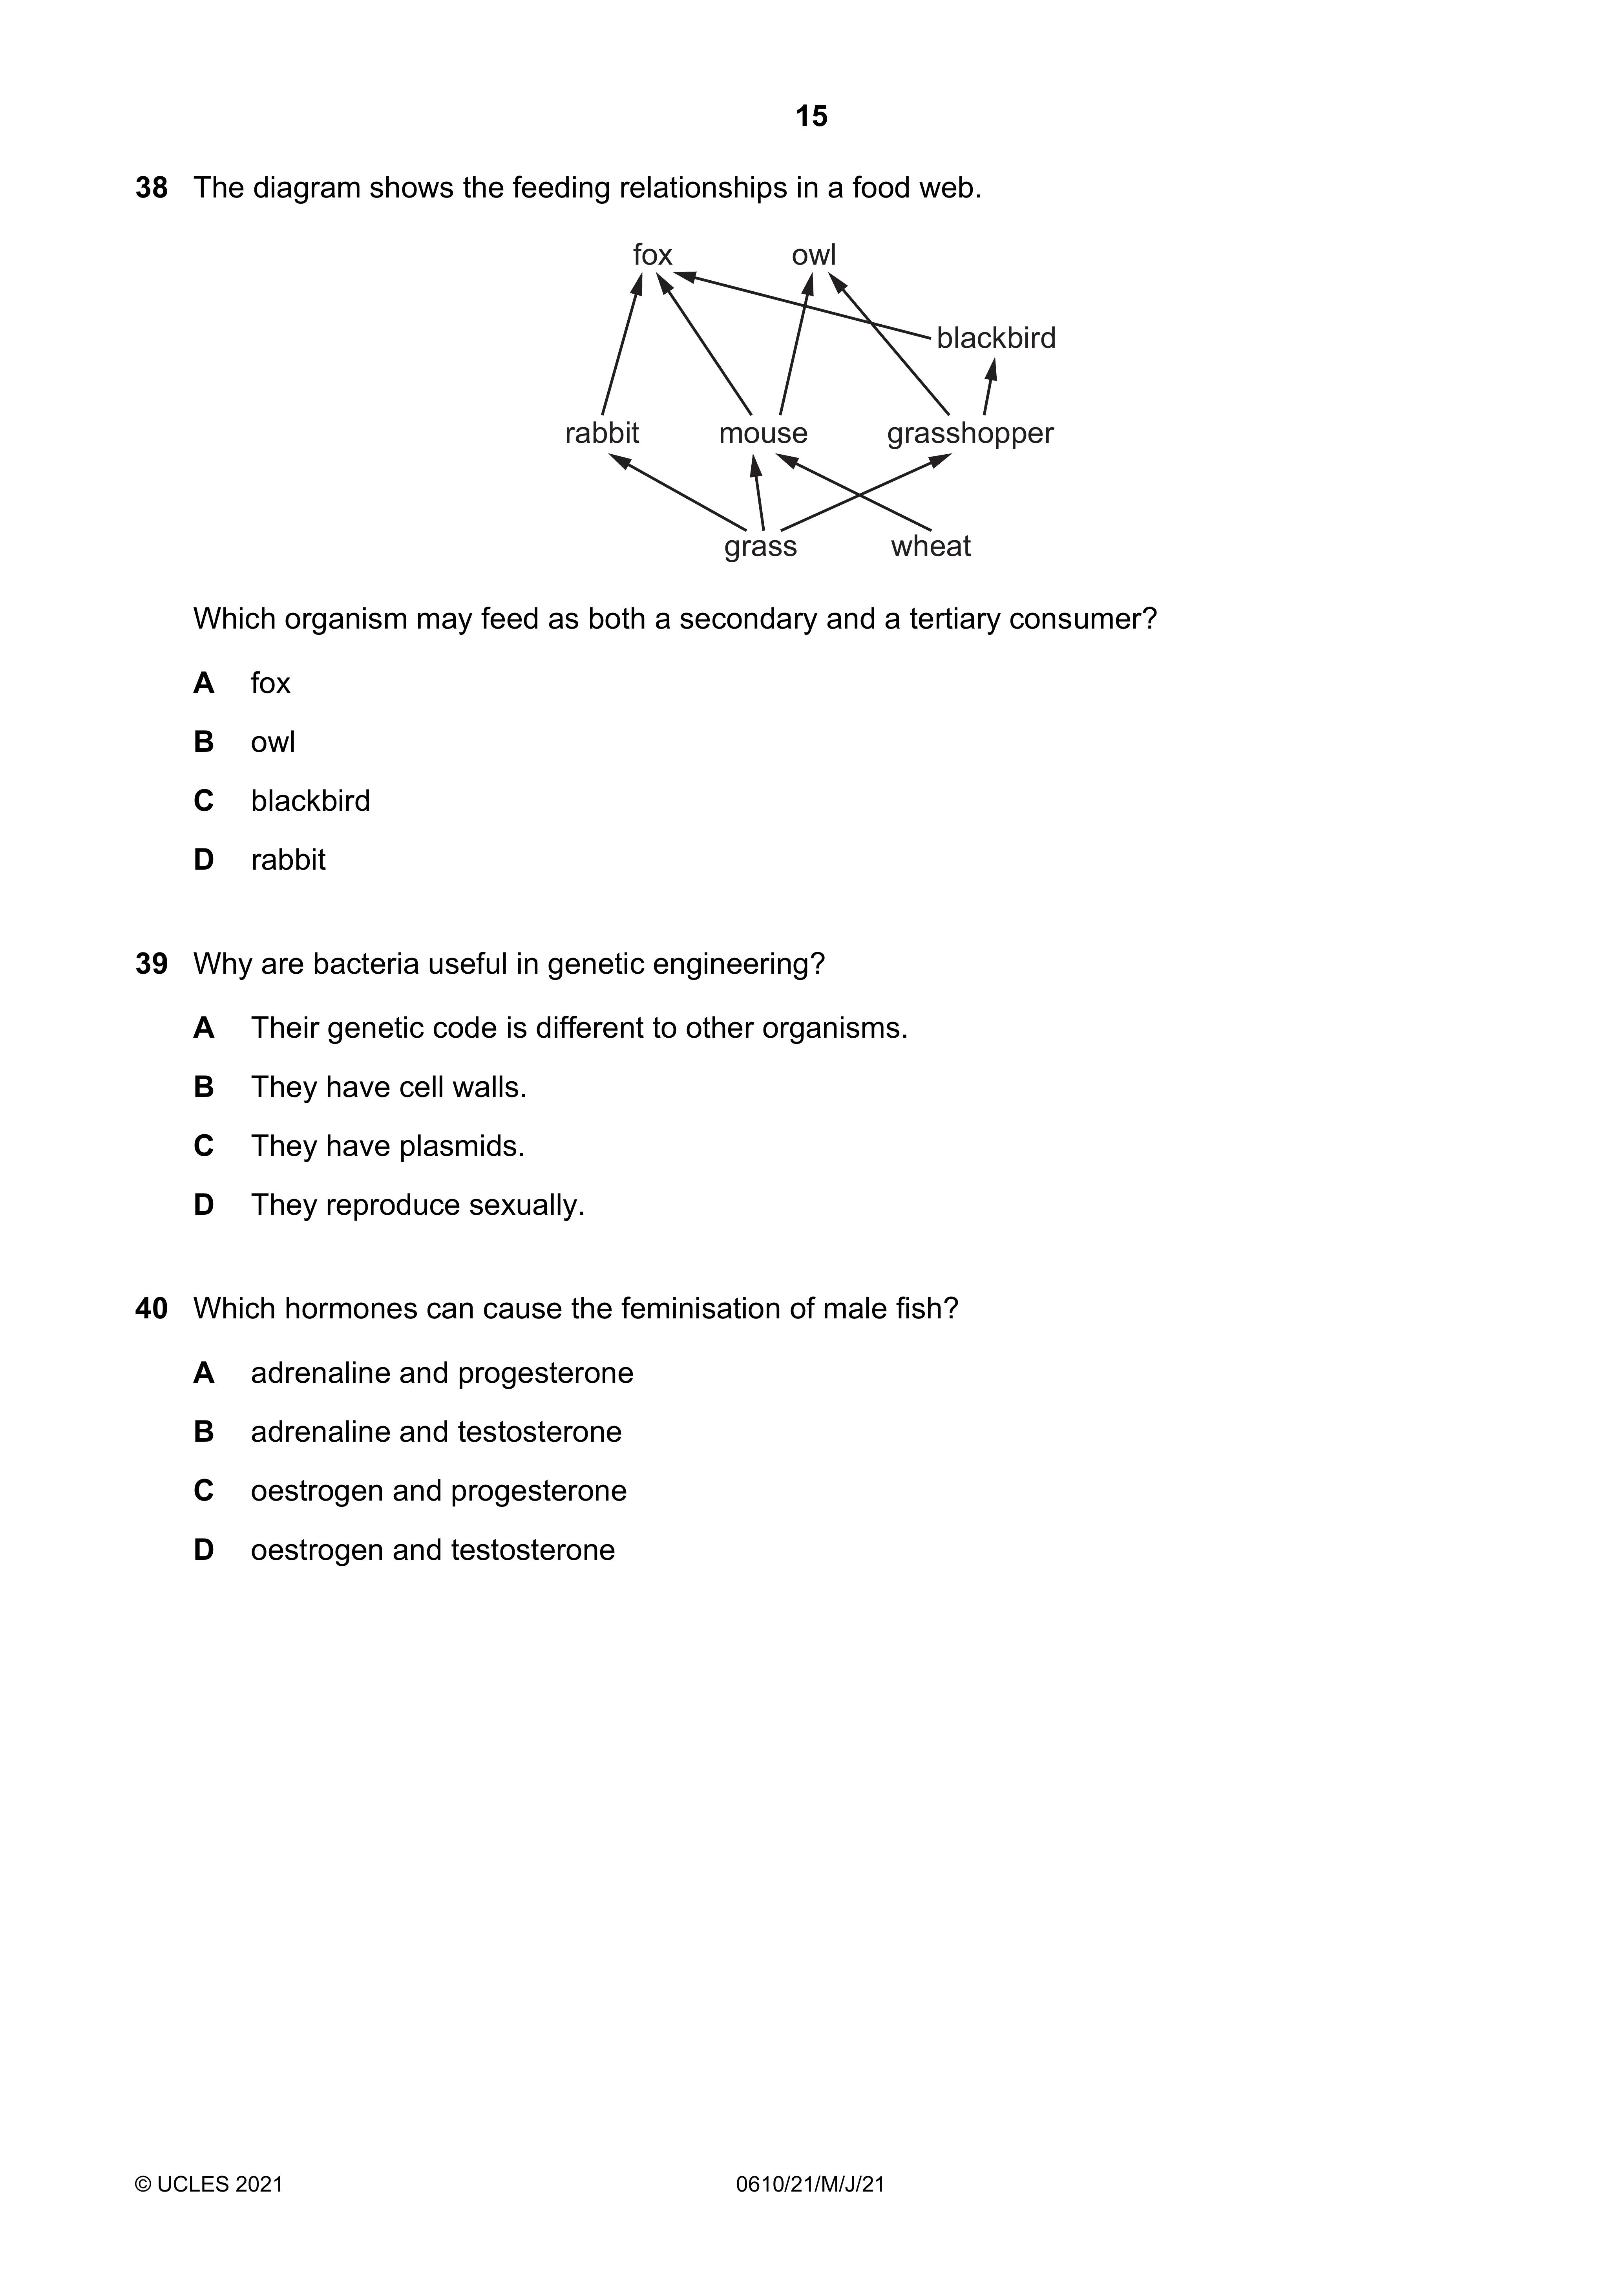 15
38 The diagram shows the feeding relationships in a food web.
fox owl
blackbird
rabbit mouse grasshopper
grass wheat
Which organism may feed as both a secondary and a tertiary consumer?
A fox
B owl
C blackbird
D rabbit
39 Why are bacteria useful in genetic engineering?
A Their genetic code is different to other organisms.
B They have cell walls.
C They have plasmids.
D They reproduce sexually.
40 Which hormones can cause the feminisation of male fish?
A adrenaline and progesterone
B adrenaline and testosterone
C oestrogen and progesterone
D oestrogen and testosterone
© UCLES 2021 0610/21/M/J/21